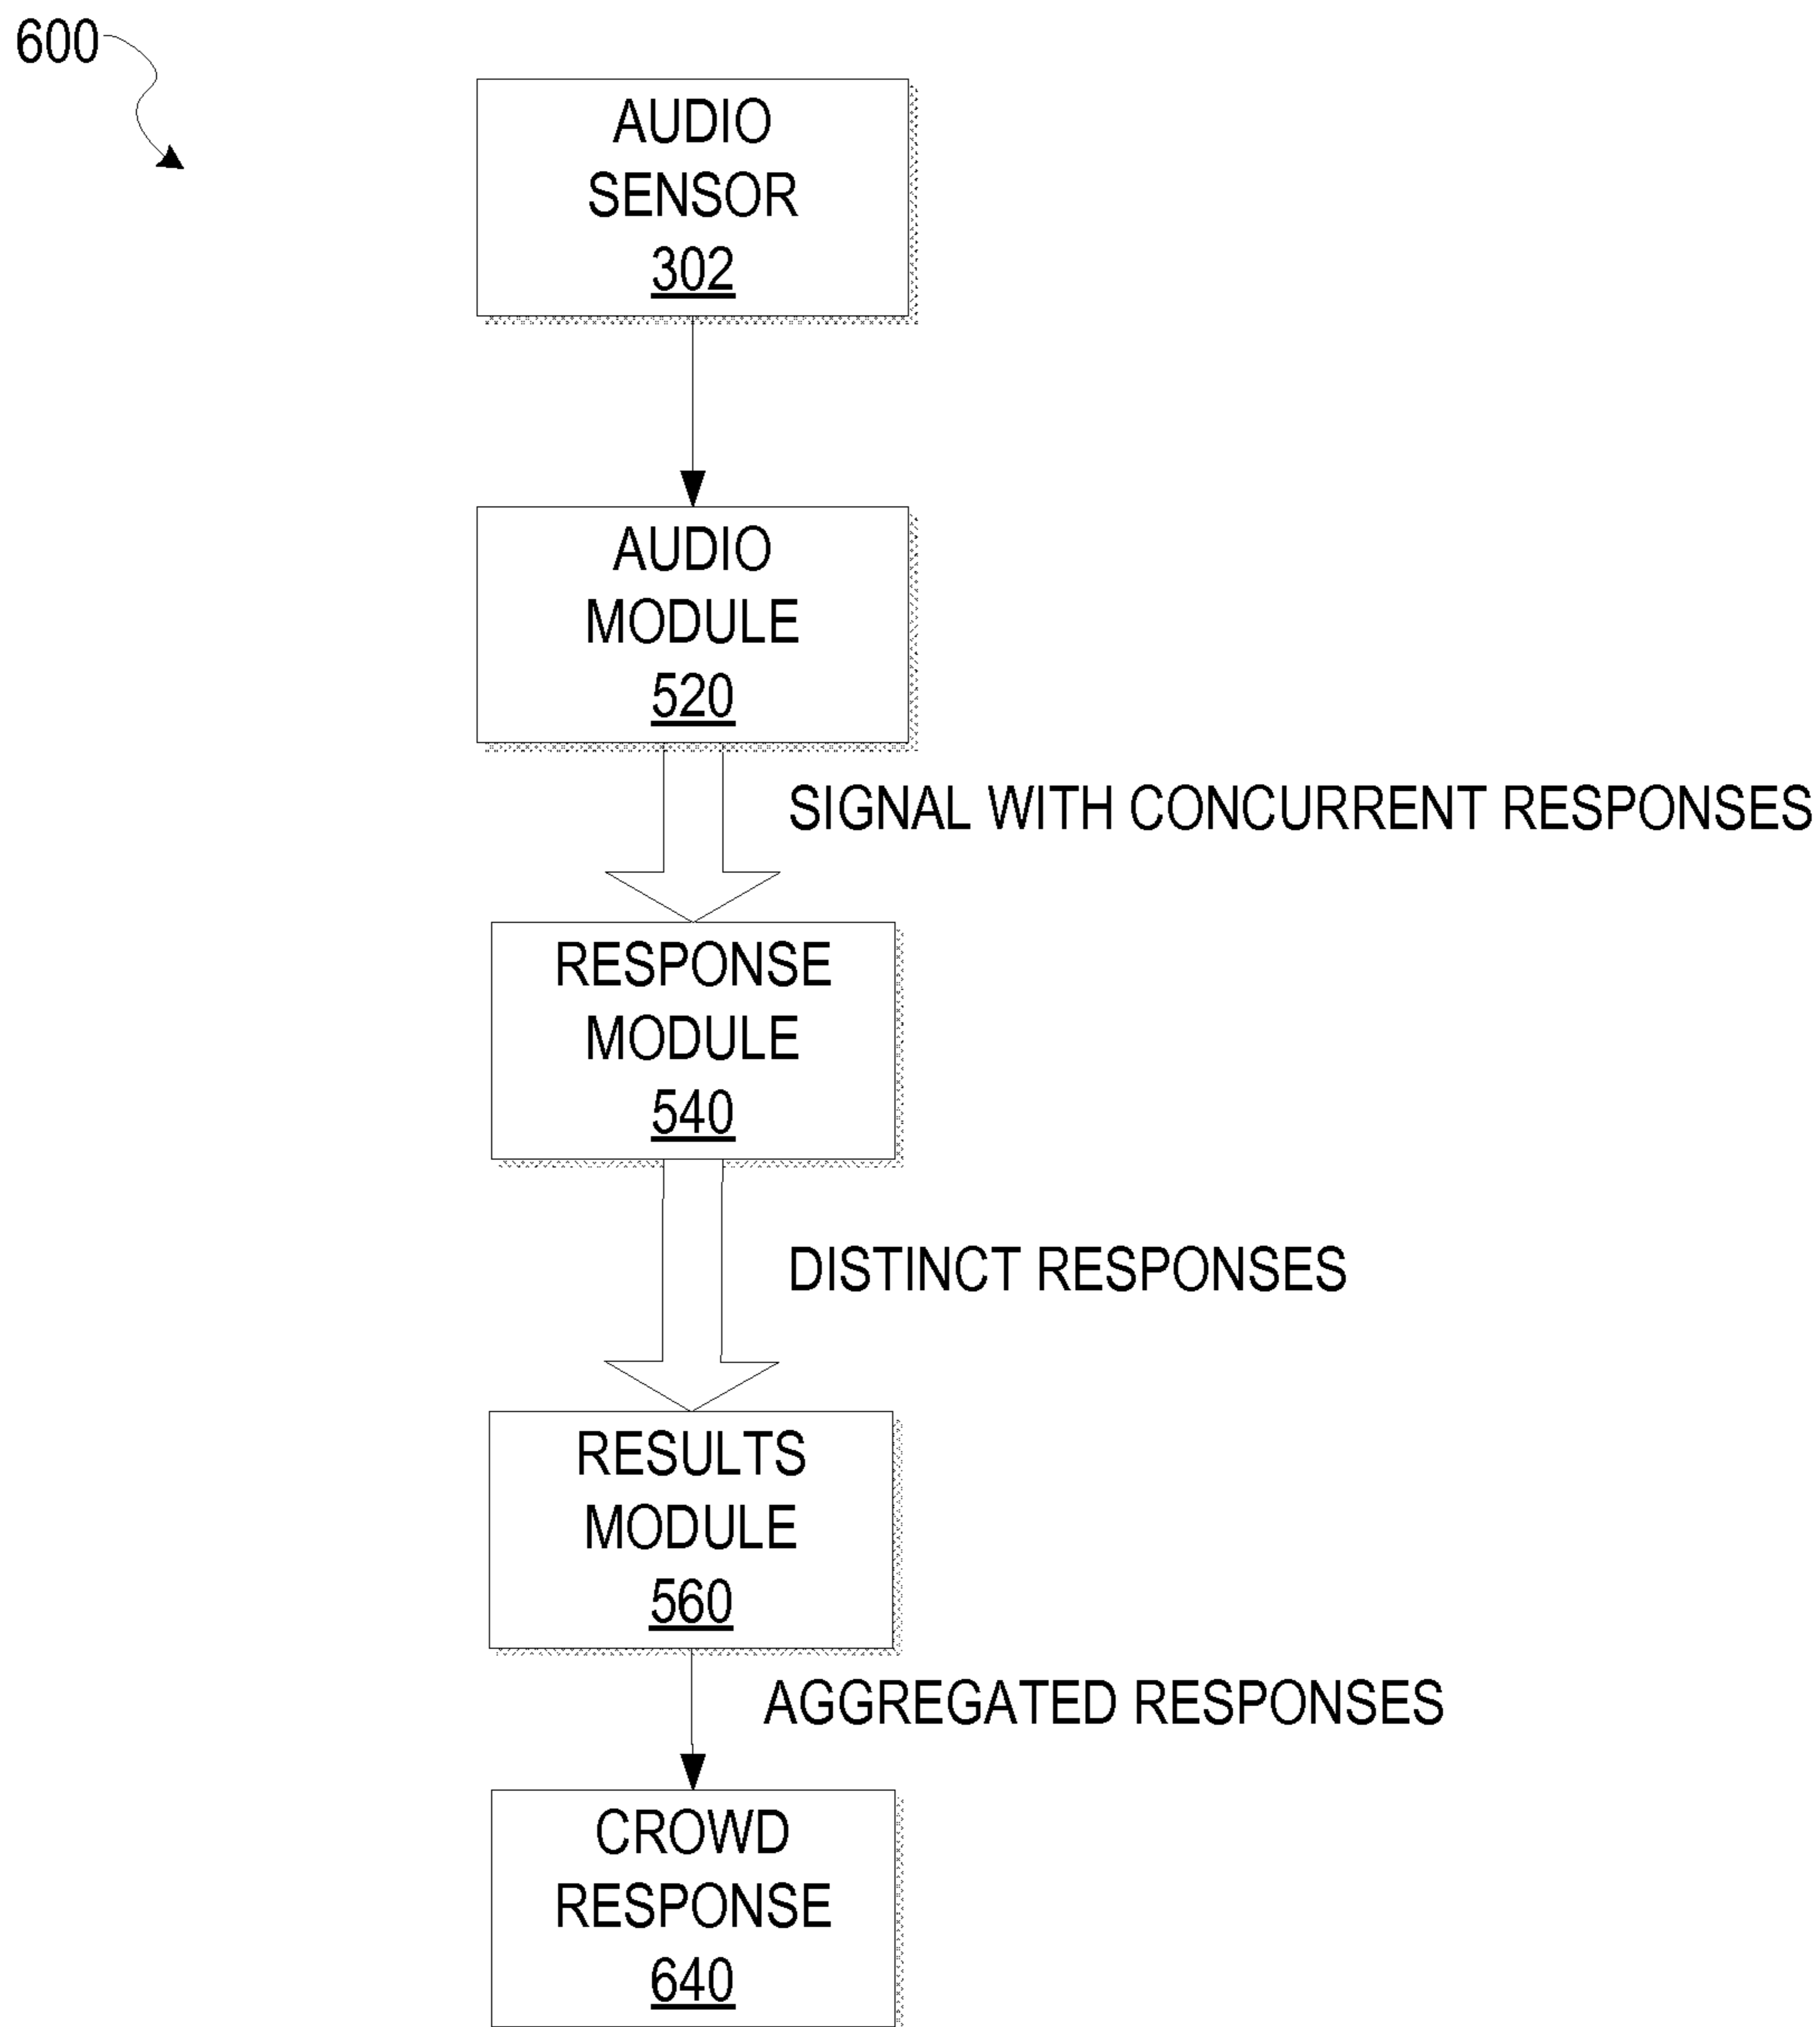 600
AUDIO
SENSOR
302
AUDIO
MODULE
520
SIGNAL WITH CONCURRENT RESPONSES
RESPONSE
MODULE
540
DISTINCT RESPONSES
RESULTS
MODULE
560
AGGREGATED RESPONSES
CROWD
RESPONSE
640